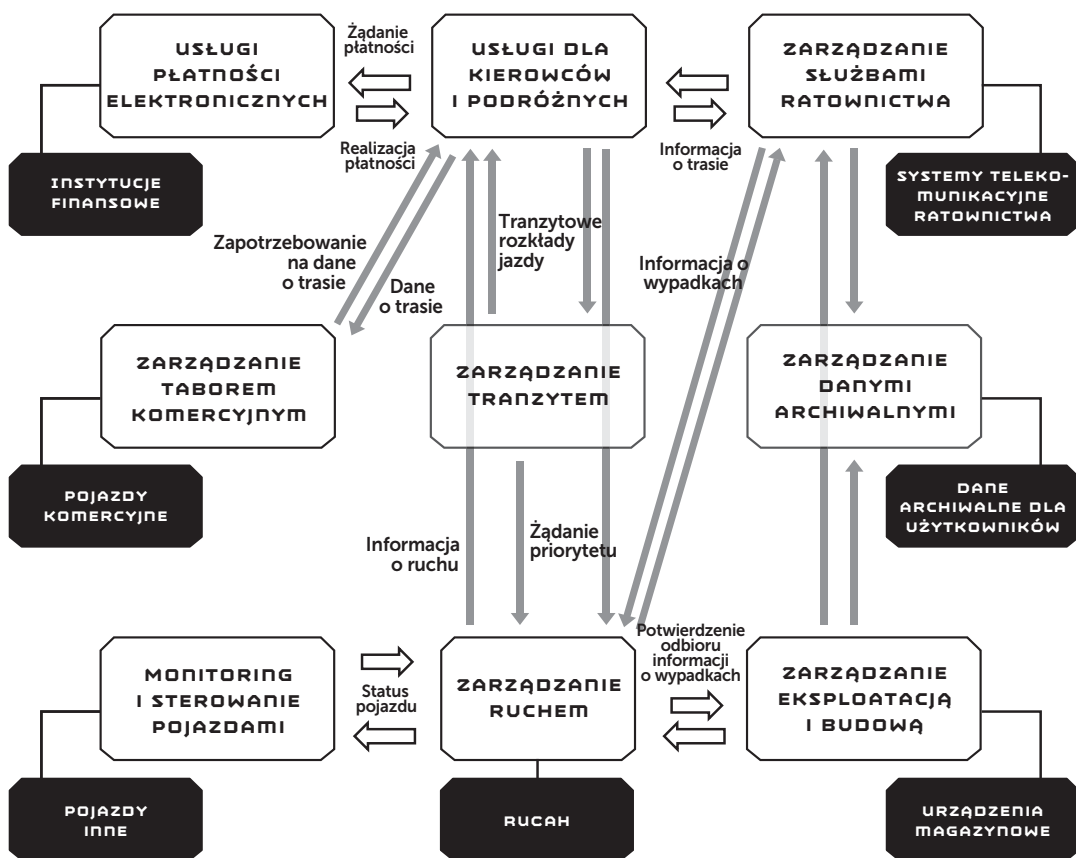 USŁUGI
PŁATNOŚCI
ELEKTRONICZNYCH
Żądanie
płatności
Realizacja
płatności
USŁUGI DLA
KIEROWCÓW
I PODRÓŻNYCH
Informacja
o trasie
ZARZĄDZANIE
SŁUŻBAMI
RATOWNICTWA
INSTYTUCJE
FINANSOWE
SYSTEMY TELEKO-
MUNIKACYJNE
RATOWNICTWA
Zapotrzebowanie
na dane
o trasie
Dane
o trasie
Tranzytowe
rozkłady
jazdy
Informacja o
wypadkach
ZARZĄDZANIE
TABOREM
KOMERCYJNYM
ZARZĄDZANIE
TRANZYTEM
ZARZĄDZANIE
DANYMI
ARCHIWALNYMI
POJAZDY
KOMERCYJNE
DANE
ARCHIWALNE DLA
UŻYTKOWNIKÓW
Informacja
o ruchu
Żądanie
priorytetu
MONITORING
I STEROWANIE
POJAZDAMI
Status
pojazdu
ZARZĄDZANIE
RUCHEM
Potwierdzenie
odbioru
informacji
o wypadkach
ZARZĄDZANIE
EKSPLOATACJĄ
I BUDOWĄ
POJAZDY
INNE
RUCAH
URZĄDZENIA
MAGAZYNOWE